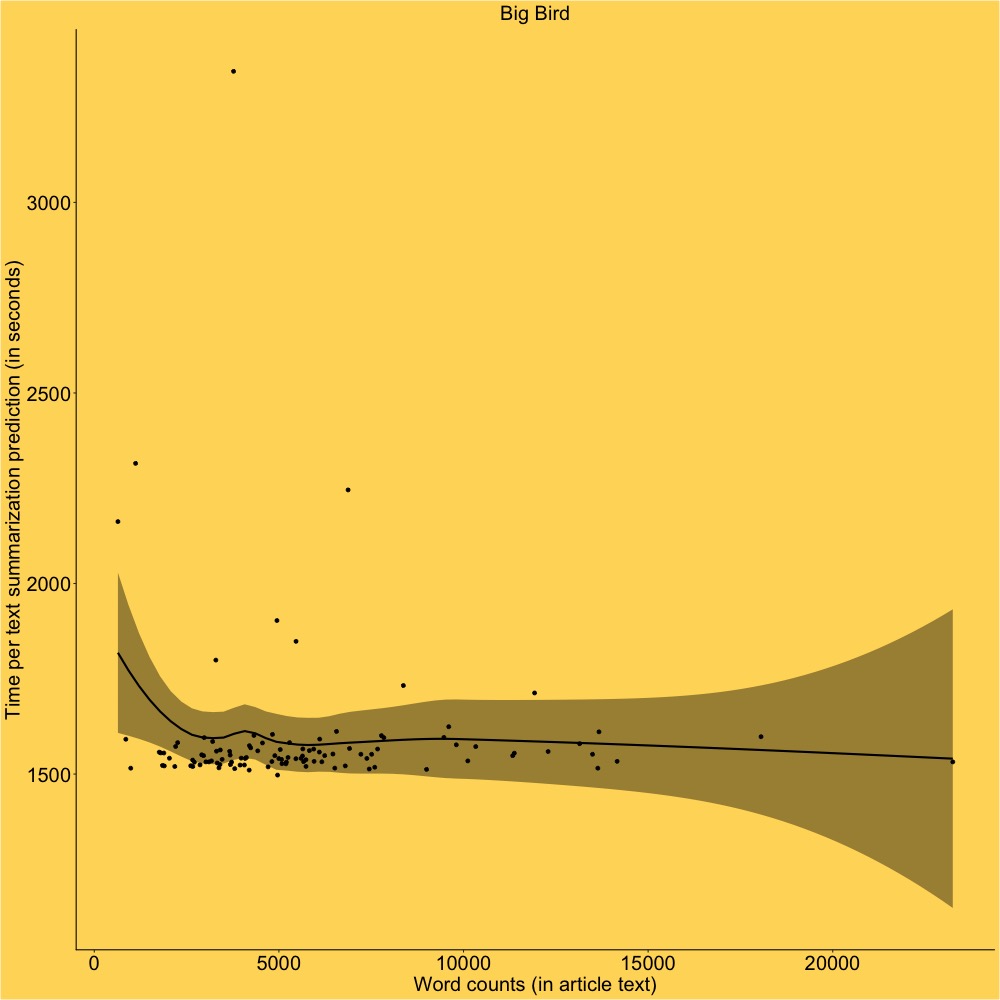 Big Bird
Time per text summarization prediction (in seconds)
3000
2500
2000
1500
0 5000 10000 15000 20000
Word counts (in article text)